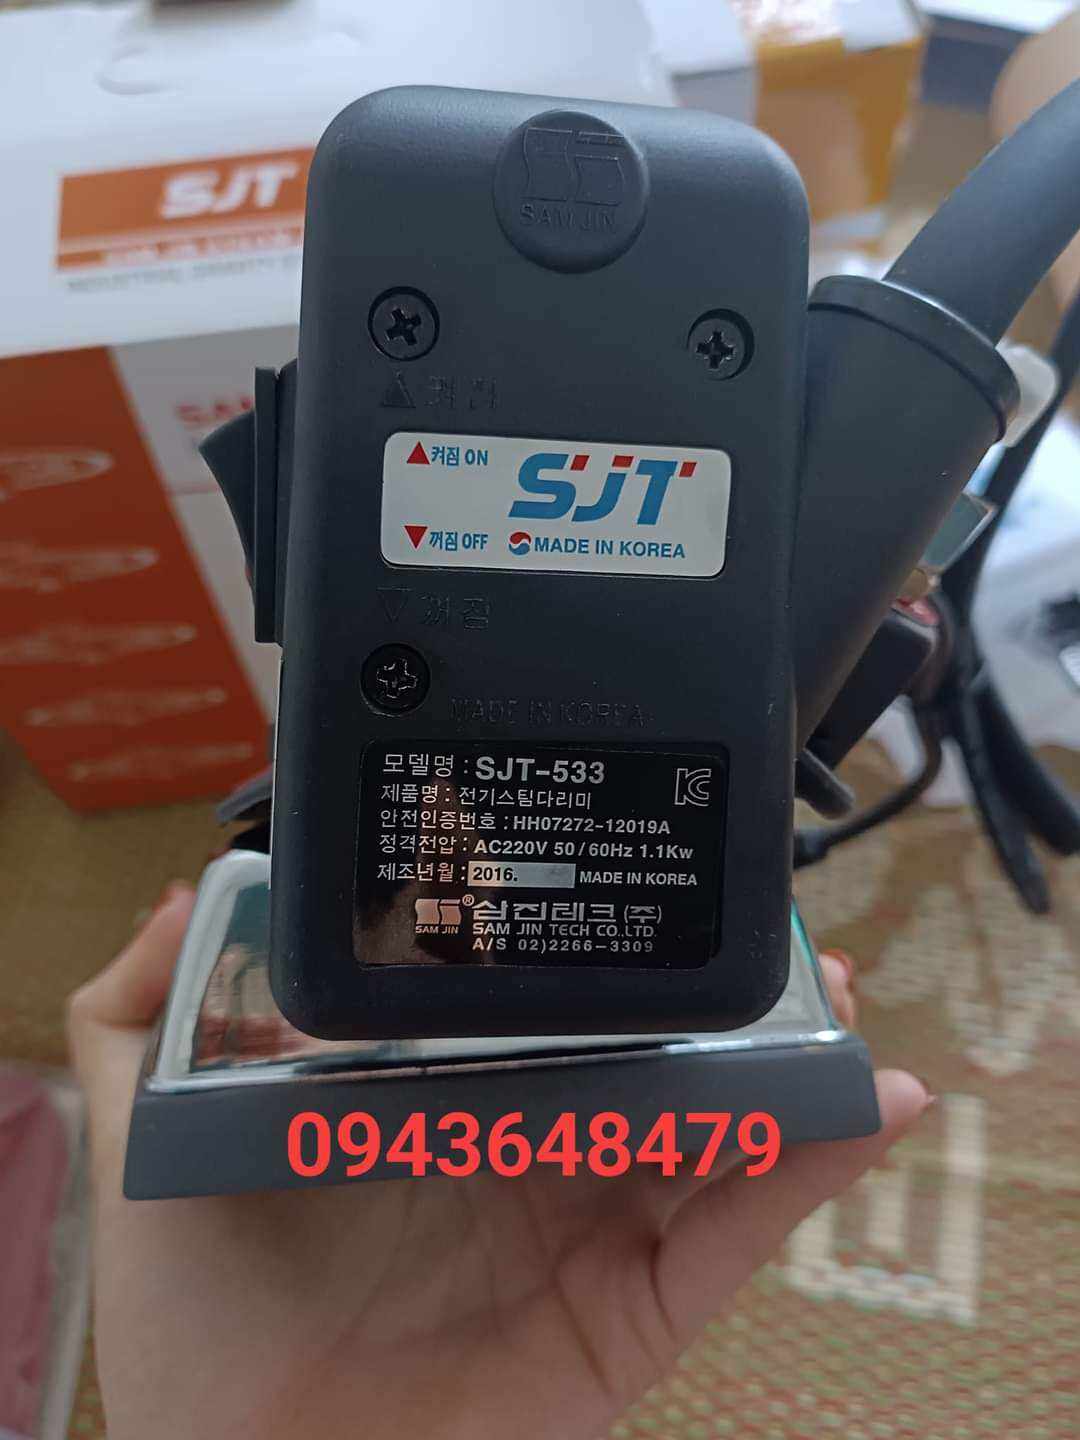 SJT
SAM JIN
▲켜짐 ON
SJT
▼꺼짐 OFF
MADE IN KOREA
▽ 꺼짐
MADE IN KOREA
모델명 : SJT-533
제품명 : 전기스팀다리미
안전인증번호 : HH07272-12019A
정격전압 : AC220V 50/60Hz 1.1Kw
제조년월 : 2016. MADE IN KOREA
SAM JIN ® 삼진테크(주)
SAM JIN TECH CO.LTD.
A/S 02)2266-3309
0943648479